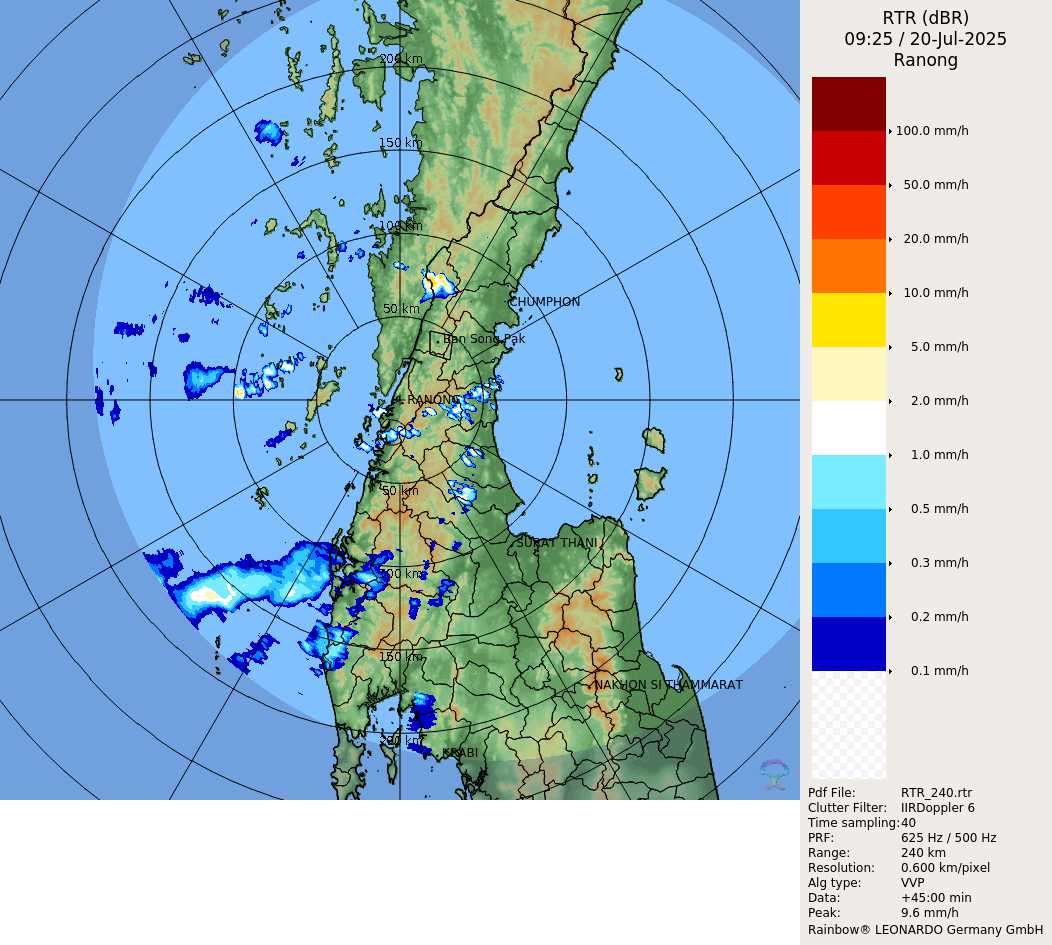 RTR (dBR)
09:25 / 20-Jul-2025
Ranong
200 km
150 km
100 km
50 km
CHUMPHON
Ban Song Pak
RANONG
50 km
SURAT THANI
100 km
150 km
NAKHON SI THAMMARAT
200 km
KRABI
100.0 mm/h
50.0 mm/h
20.0 mm/h
10.0 mm/h
5.0 mm/h
2.0 mm/h
1.0 mm/h
0.5 mm/h
0.3 mm/h
0.2 mm/h
0.1 mm/h
Pdf File: RTR_240.rtr
Clutter Filter: IIRDoppler 6
Time sampling: 40
PRF: 625 Hz / 500 Hz
Range: 240 km
Resolution: 0.600 km/pixel
Alg type: VVP
Data: +45:00 min
Peak: 9.6 mm/h
Rainbow® LEONARDO Germany GmbH